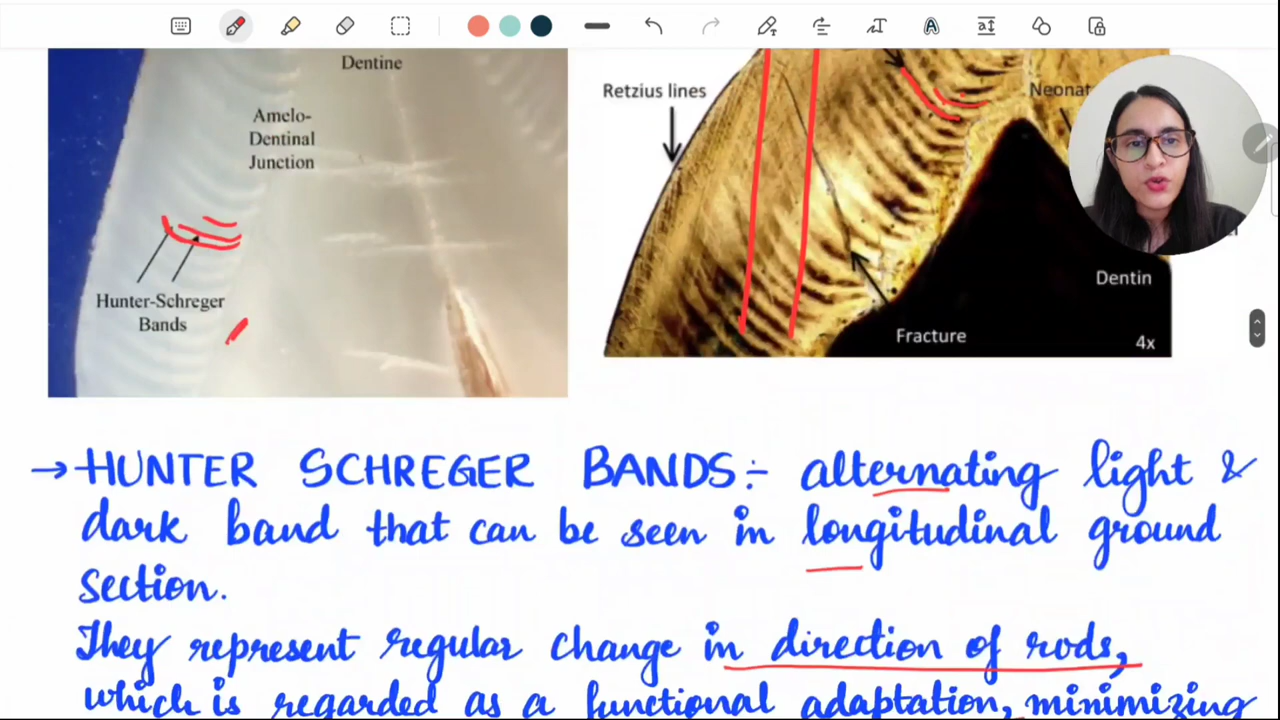 Dentine
Amelo-
Dentinal
Junction
Hunter-Schreger
Bands
Retzius lines
Neonat
Fracture
Dentin
4x
→ HUNTER SCHREGER BANDS:- alternating light &
dark band that can be seen in longitudinal ground
section.
They represent regular change in direction of rods,
which is regarded as a functional adaptation, minimizing